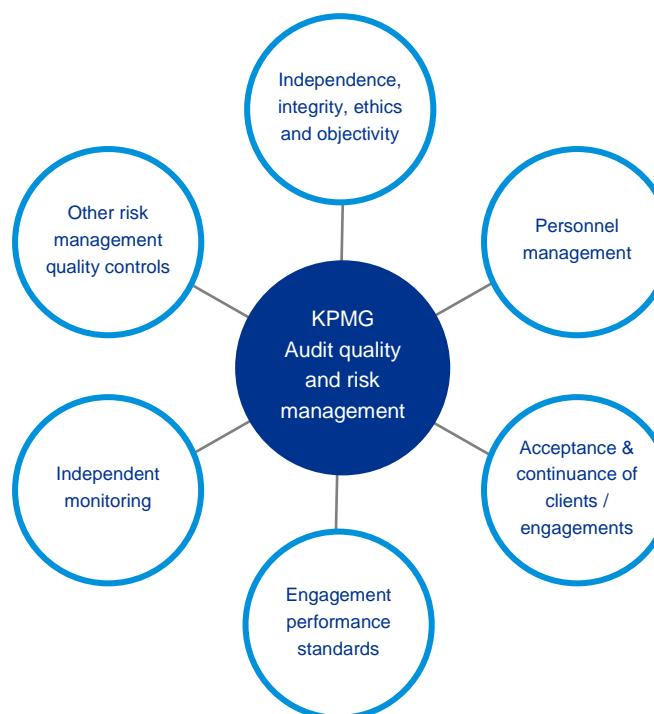 Independence,
integrity, ethics
and objectivity
Other risk
management
quality controls
Personnel
management
KPMG
Audit quality
and risk
management
Independent
monitoring
Acceptance &
continuance of
clients /
engagements
Engagement
performance
standards